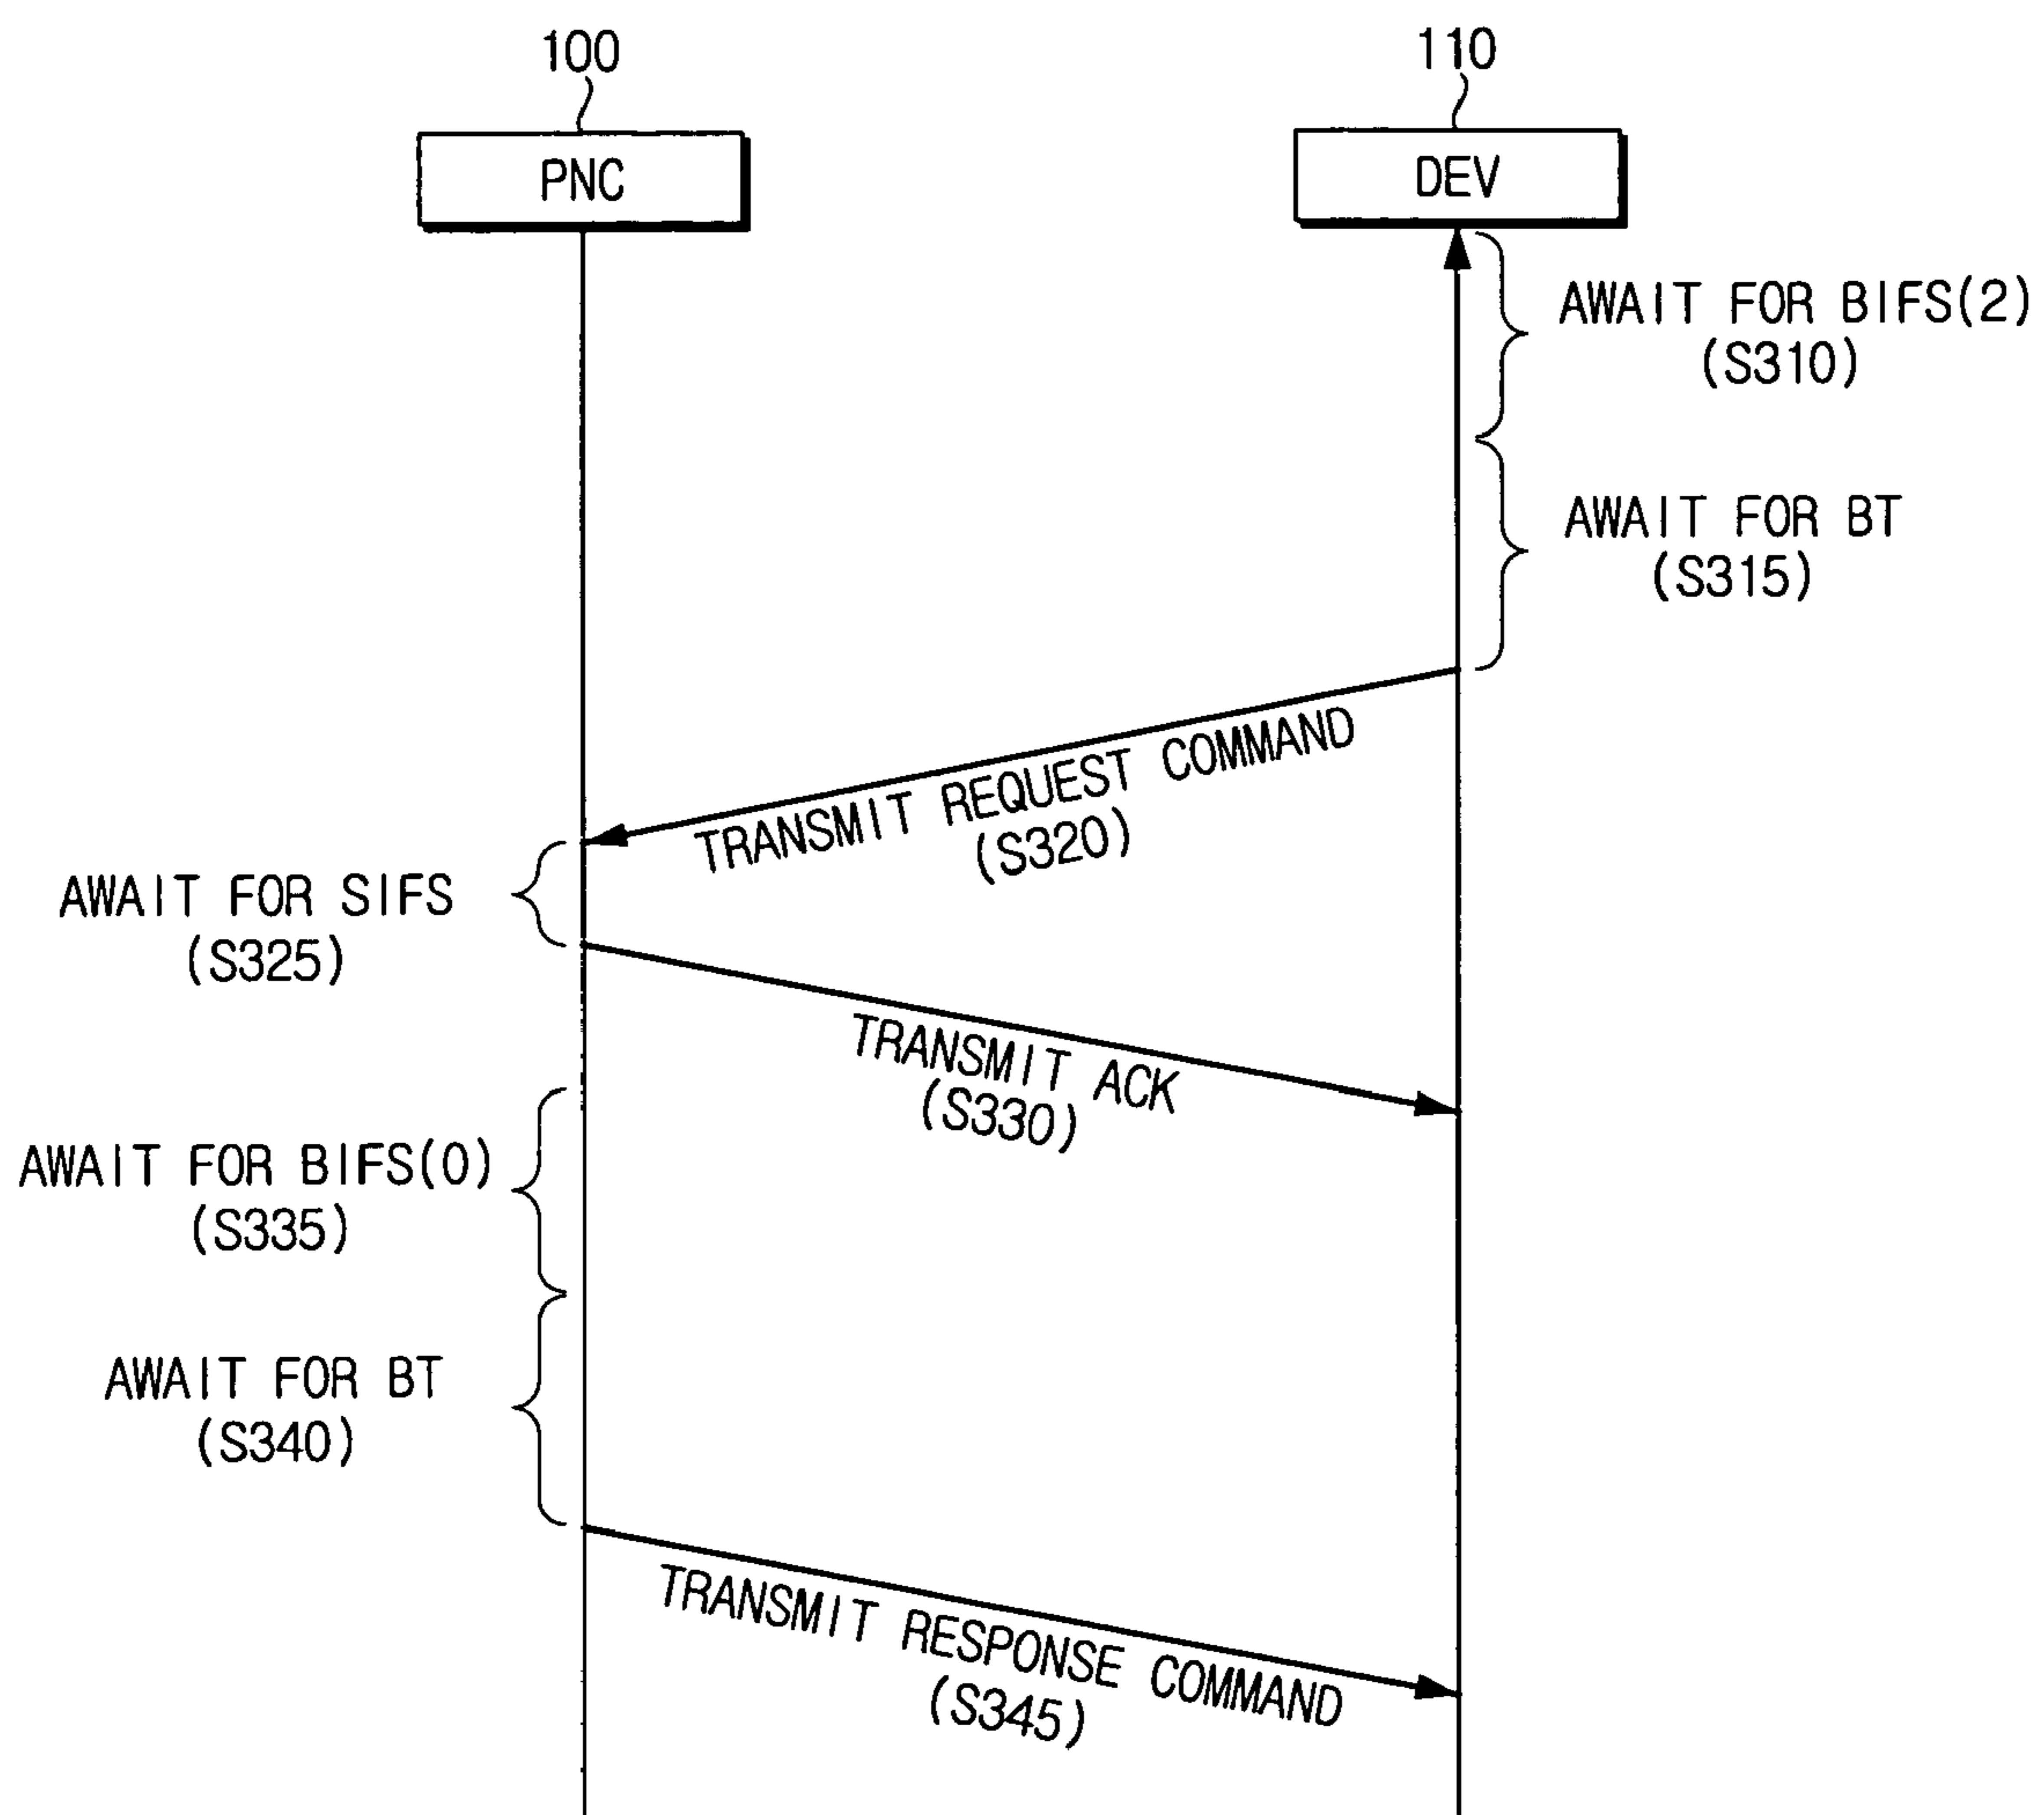 100
110
PNC
DEV
AWAIT FOR BIFS(2)
(S310)
AWAIT FOR BT
(S315)
TRANSMIT REQUEST COMMAND
(S320)
AWAIT FOR SIFS
(S325)
TRANSMIT ACK
(S330)
AWAIT FOR BIFS(0)
(S335)
AWAIT FOR BT
(S340)
TRANSMIT RESPONSE COMMAND
(S345)